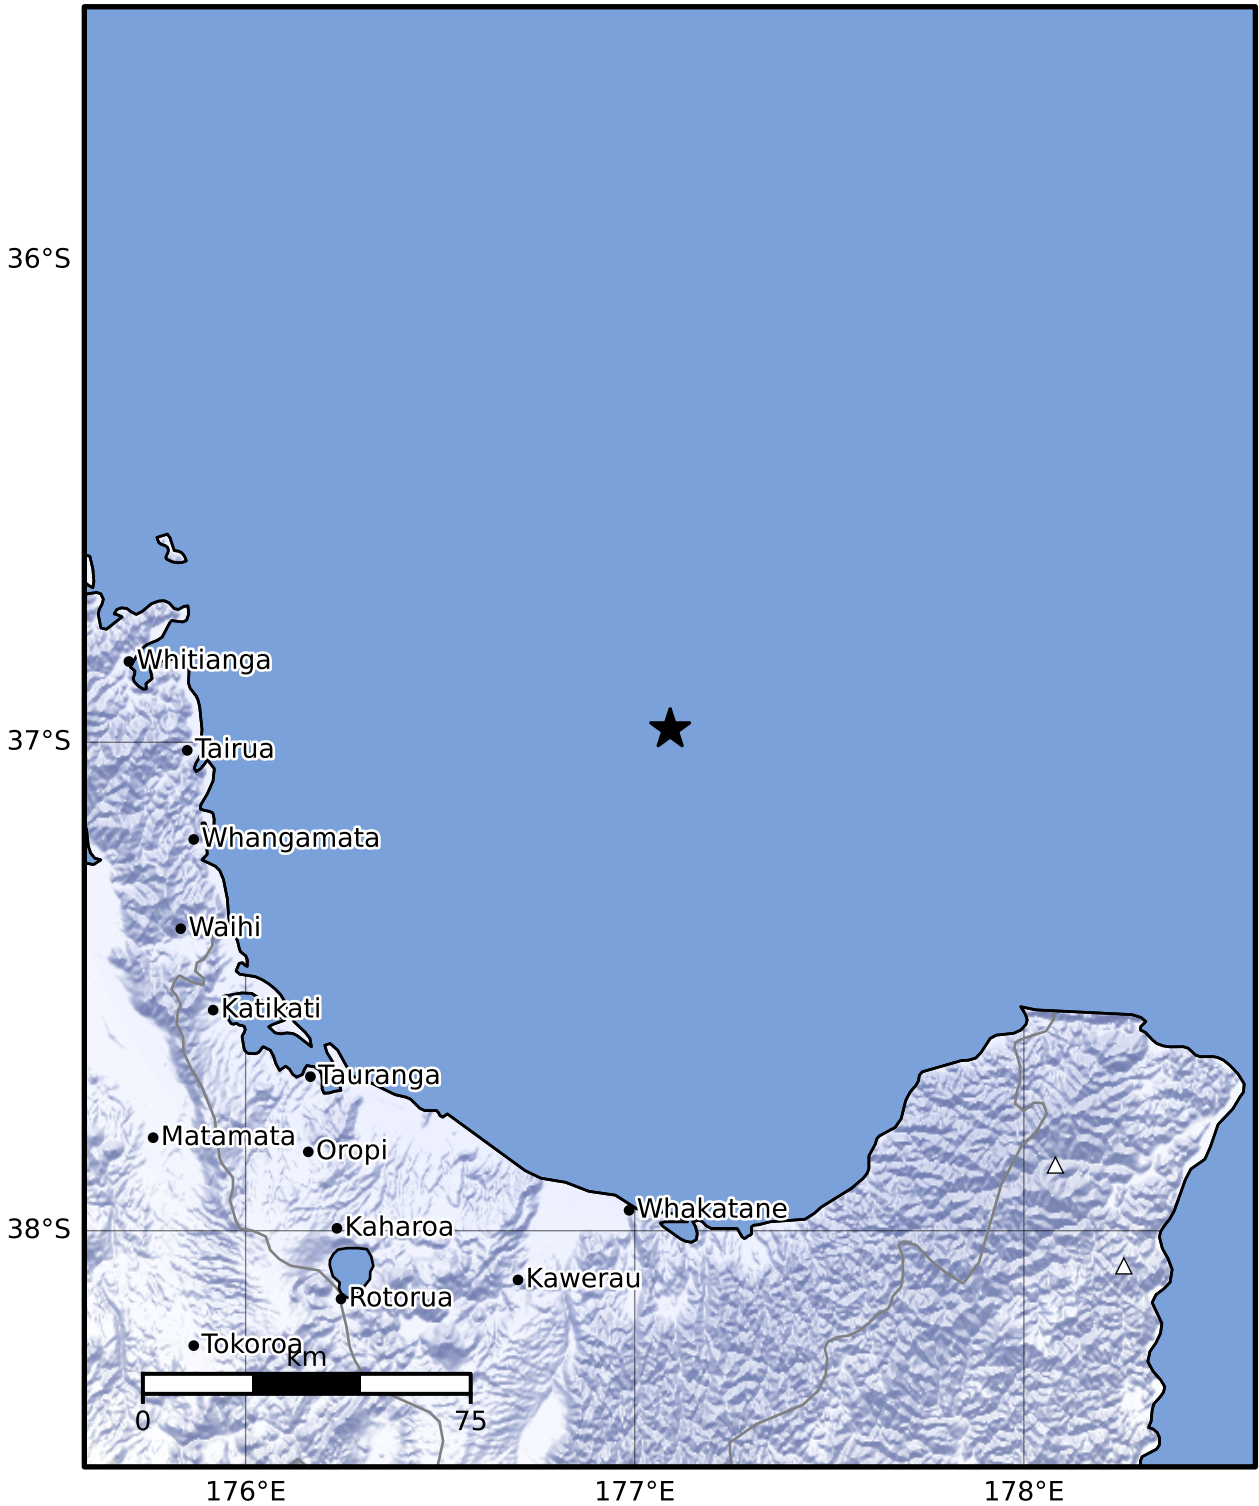 36°S
Whitianga
37°S
Tairua
Whangamata
Waihi
Katikati
Tauranga
Matamata
Oropi
Whakatane
38°S
Kaharoa
Kawerau
Rotorua
Tokoroa
km
0
75
176°E
177°E
178°E